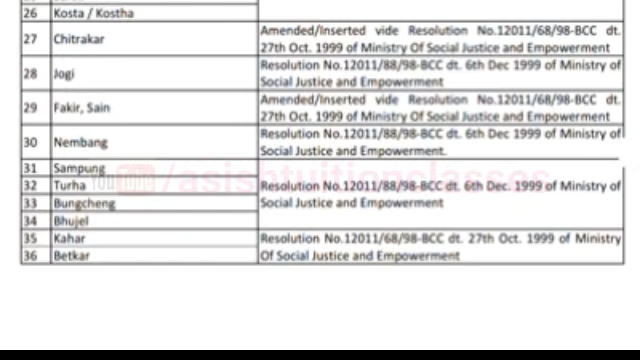 26 Kosta / Kostha
27 Chitrakar Amended/Inserted vide Resolution No.12011/68/98-BCC dt. 27th Oct. 1999 of Ministry Of Social Justice and Empowerment
28 Jogi Resolution No.12011/88/98-BCC dt. 6th Dec 1999 of Ministry of Social Justice and Empowerment
29 Fakir, Sain Amended/Inserted vide Resolution No.12011/68/98-BCC dt. 27th Oct. 1999 of Ministry Of Social Justice and Empowerment
30 Nembang Resolution No.12011/88/98-BCC dt. 6th Dec 1999 of Ministry of Social Justice and Empowerment.
31 Sampung
32 Turha Resolution No.12011/88/98-BCC dt. 6th Dec. 1999 of Ministry of
33 Bungcheng Social Justice and Empowerment
34 Bhujel
35 Kahar Resolution No.12011/68/98-BCC dt. 27th Oct. 1999 of Ministry
36 Betkar Of Social Justice and Empowerment
YouTube/asishtuitionclasses